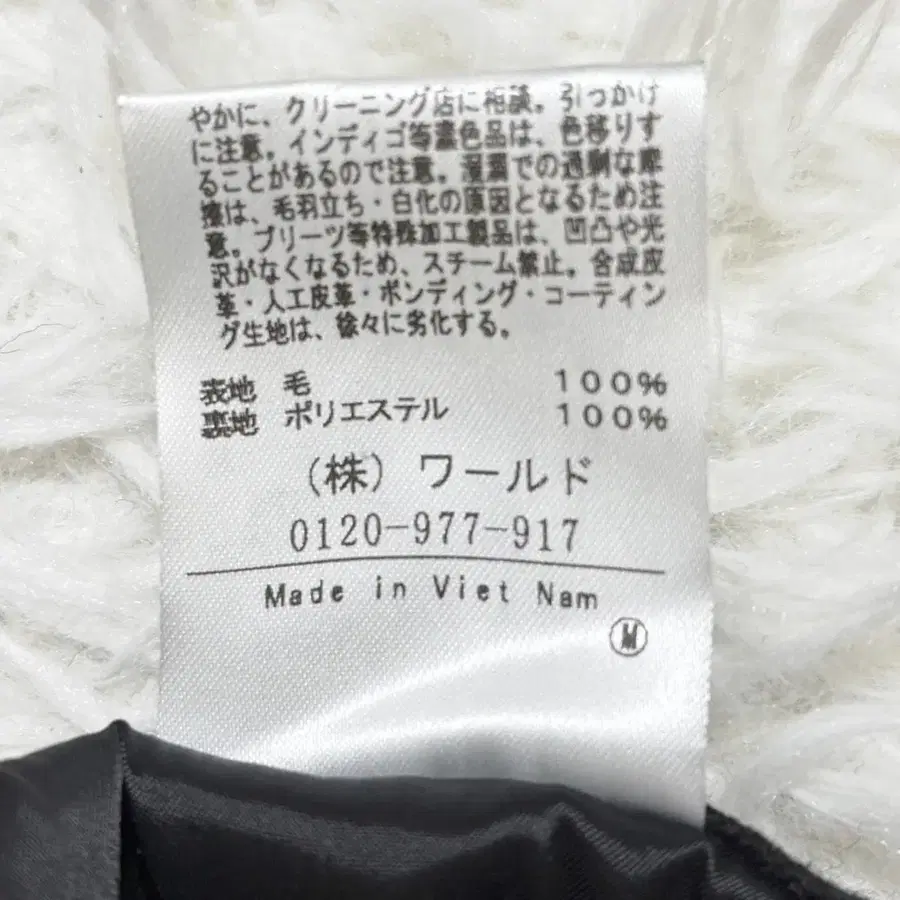 やかに、クリーニング店に相談。引っかけ
に注意。インディゴ等濃色品は、色移りす
ることがあるので注意。湿潤での過剰な摩
擦は、毛羽立ち・白化の原因となるため注
意。プリーツ等特殊加工製品は、凹凸や光
沢がなくなるため、スチーム禁止。合成皮
革・人工皮革・ボンディング・コーティン
グ生地は、徐々に劣化する。
表地 毛 100%
裏地 ポリエステル 100%
(株) ワールド
0120-977-917
Made in Viet Nam
M